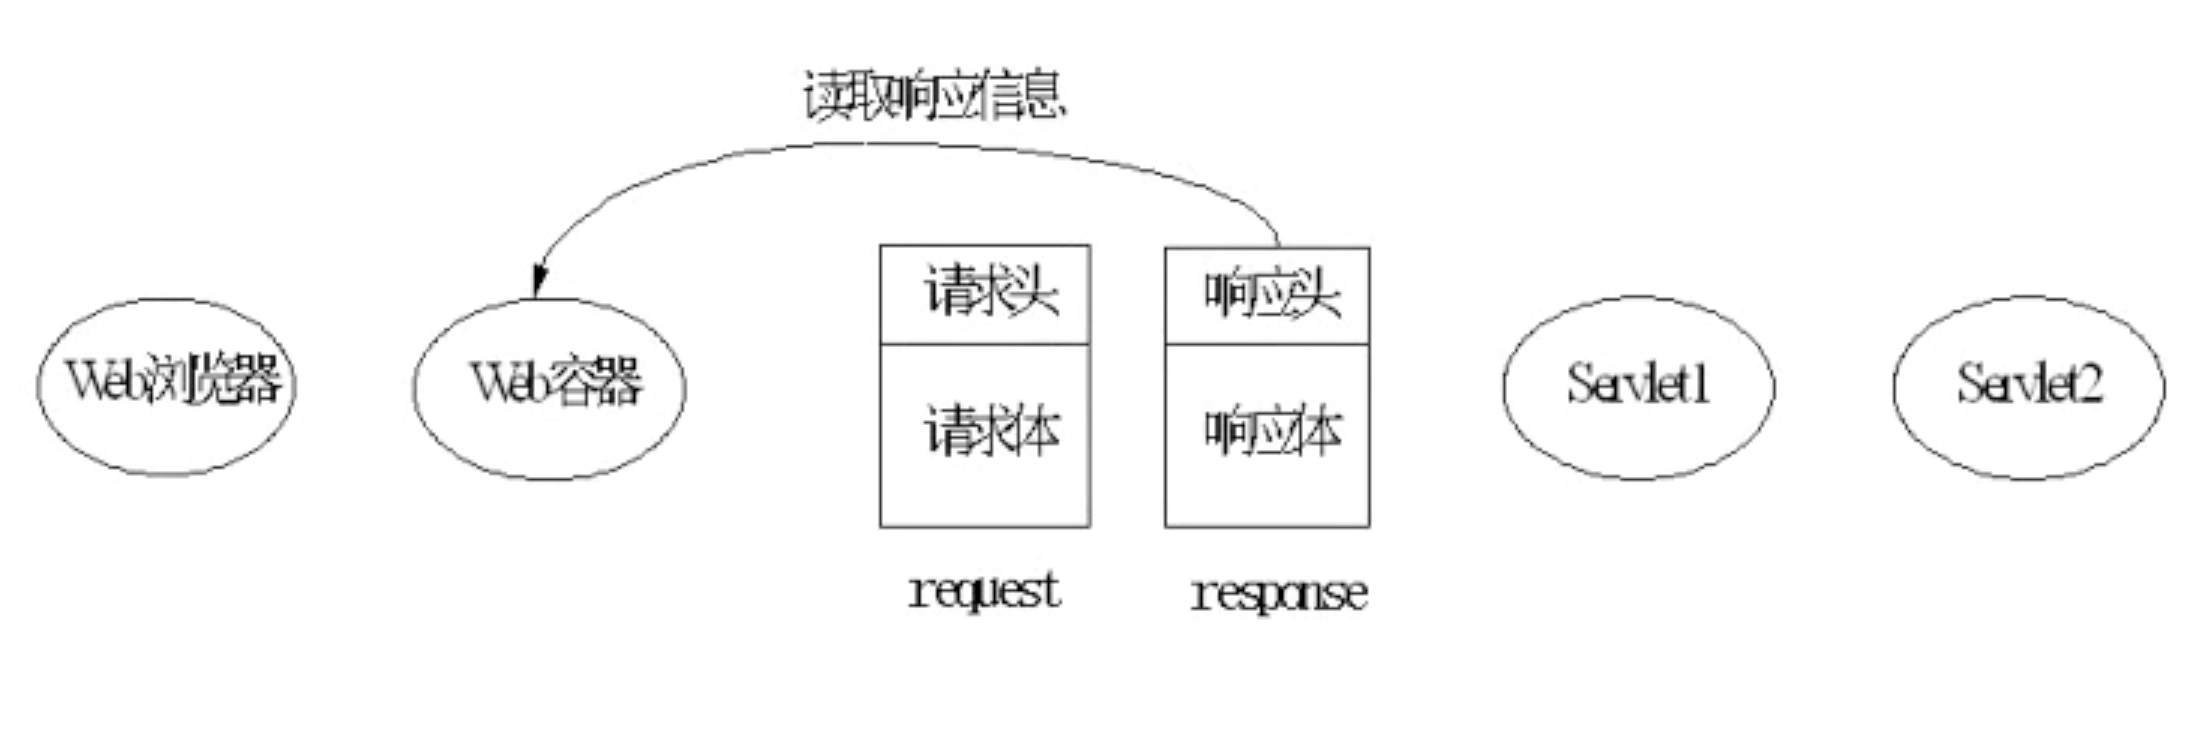 读取响应信息
请求头
响应头
Web浏览器
Web容器
Servlet1
Servlet2
请求体
响应体
request
response